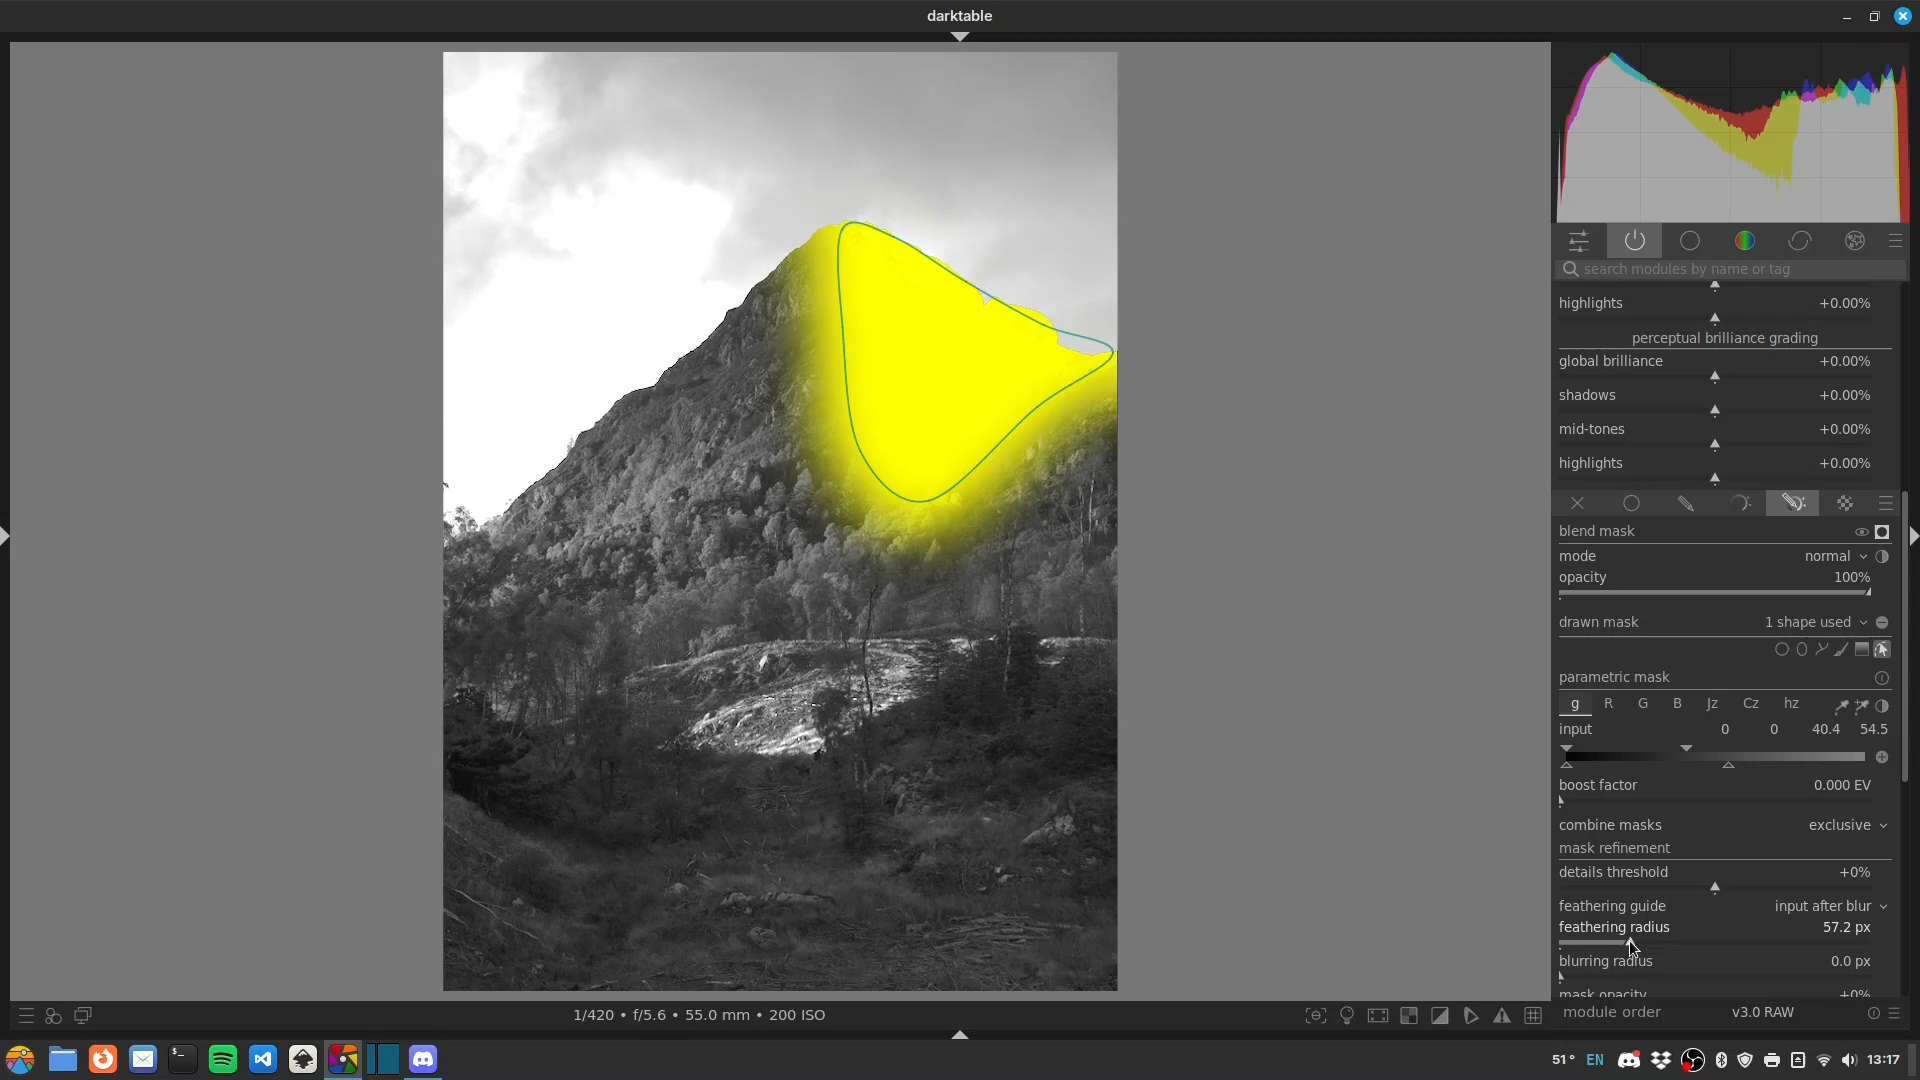 darktable
search modules by name or tag
highlights +0.00%
perceptual brilliance grading
global brilliance +0.00%
shadows +0.00%
mid-tones +0.00%
highlights +0.00%
blend mask
mode normal
opacity 100%
drawn mask 1 shape used
parametric mask
g R G B Jz Cz hz
input 0 0 40.4 54.5
boost factor 0.000 EV
combine masks exclusive
mask refinement
details threshold +0%
feathering guide input after blur
feathering radius 57.2 px
blurring radius 0.0 px
mask opacity +0%
1/420 • f/5.6 • 55.0 mm • 200 ISO
module order v3.0 RAW
51° EN 13:17